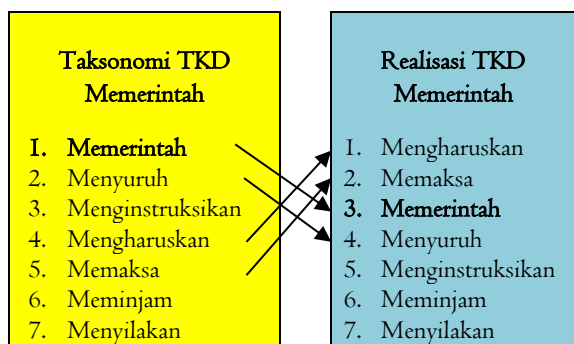 Taksonomi TKD
Memerintah
1. Memerintah
2. Menyuruh
3. Menginstruksikan
4. Mengharuskan
5. Memaksa
6. Meminjam
7. Menyilakan
Realisasi TKD
Memerintah
1. Mengharuskan
2. Memaksa
3. Memerintah
4. Menyuruh
5. Menginstruksikan
6. Meminjam
7. Menyilakan